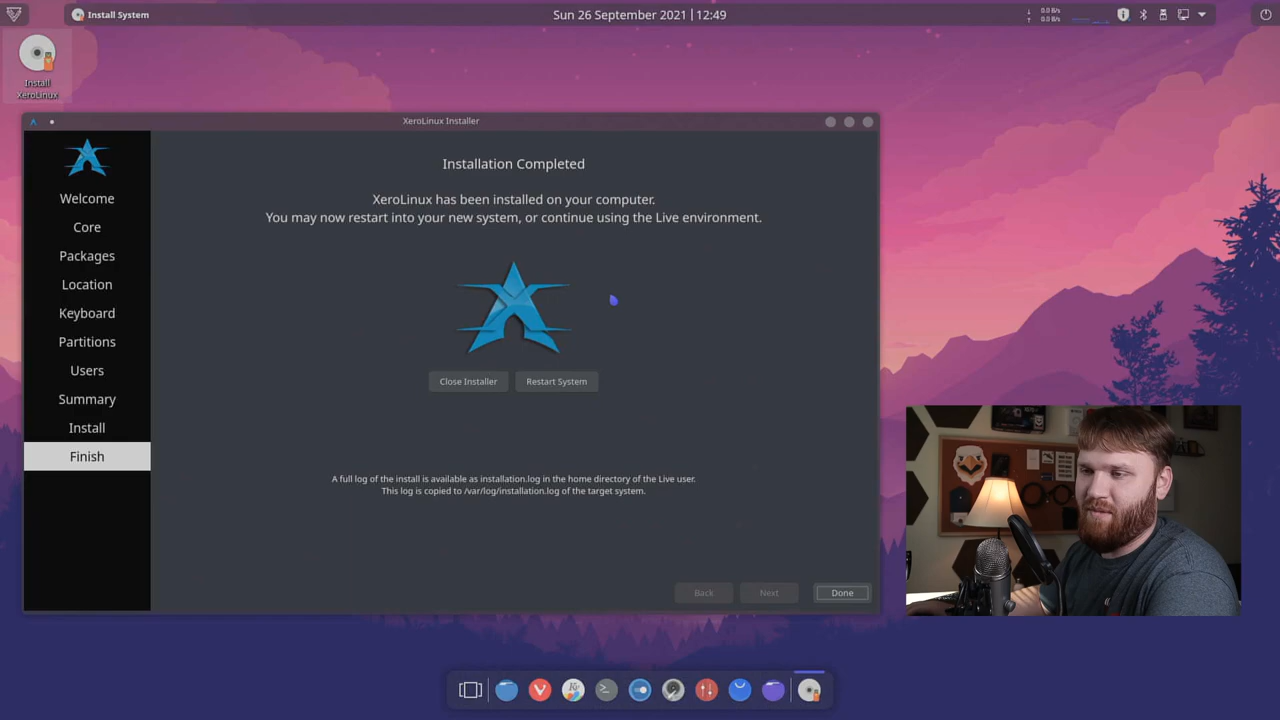 Install System
Sun 26 September 2021 | 12:49
0.0 B/s
0.0 B/s
Install
XeroLinux
XeroLinux Installer
Welcome
Core
Packages
Location
Keyboard
Partitions
Users
Summary
Install
Finish
Installation Completed
XeroLinux has been installed on your computer.
You may now restart into your new system, or continue using the Live environment.
Close Installer
Restart System
A full log of the install is available as installation.log in the home directory of the Live user.
This log is copied to /var/log/installation.log of the target system.
Back
Next
Done